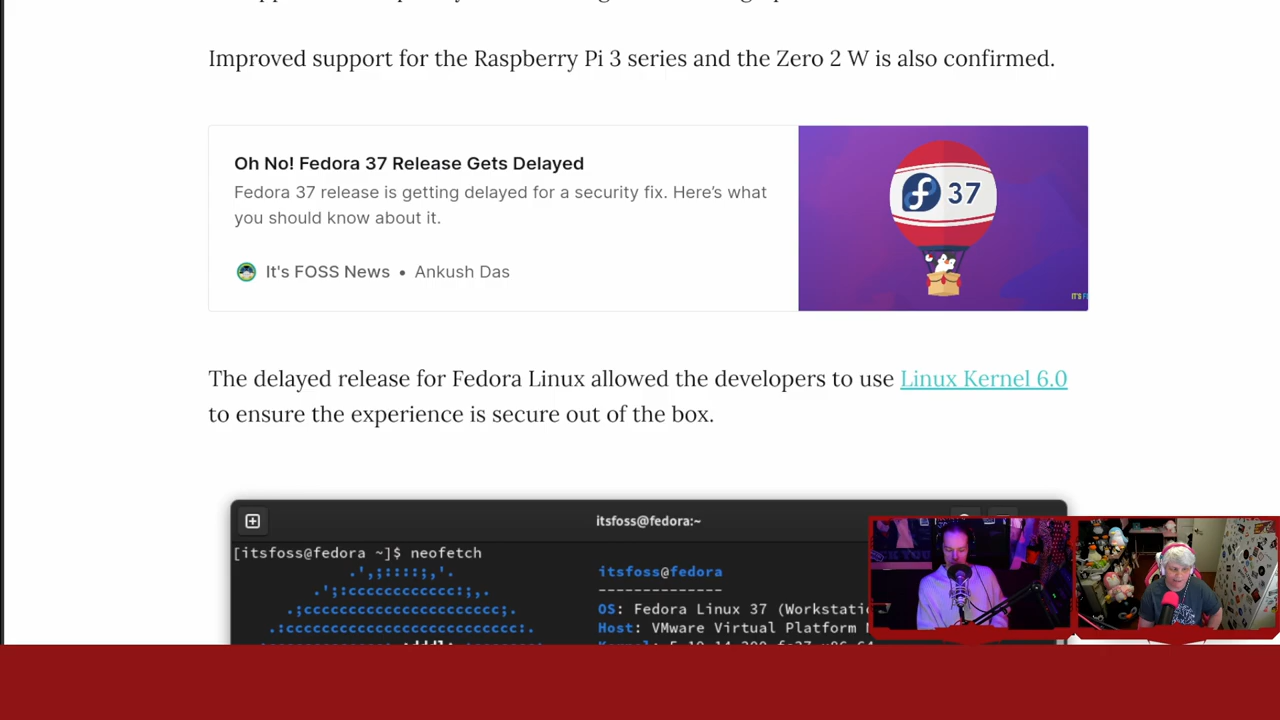 Improved support for the Raspberry Pi 3 series and the Zero 2 W is also confirmed.
Oh No! Fedora 37 Release Gets Delayed
Fedora 37 release is getting delayed for a security fix. Here's what
you should know about it.
It's FOSS News • Ankush Das
37
IT'S F
The delayed release for Fedora Linux allowed the developers to use Linux Kernel 6.0
to ensure the experience is secure out of the box.
itsfoss@fedora:~
[itsfoss@fedora ~]$ neofetch
.',;::::;,'. itsfoss@fedora
.';:cccccccccccc:;,. --------------
.;cccccccccccccccccccccc;. OS: Fedora Linux 37 (Workstatio
.:cccccccccccccccccccccccccc:. Host: VMware Virtual Platform N